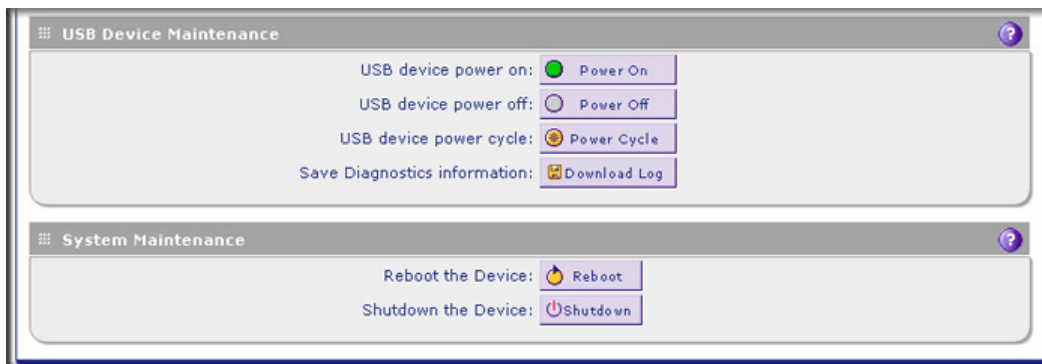 USB Device Maintenance
?
USB device power on: Power On
USB device power off: Power Off
USB device power cycle: Power Cycle
Save Diagnostics information: Download Log
System Maintenance
?
Reboot the Device: Reboot
Shutdown the Device: Shutdown